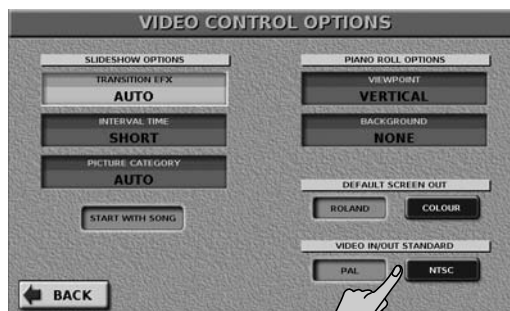 VIDEO CONTROL OPTIONS
SLIDESHOW OPTIONS
TRANSITION EFX
AUTO
INTERVAL TIME
SHORT
PICTURE CATEGORY
AUTO
START WITH SONG
PIANO ROLL OPTIONS
VIEWPOINT
VERTICAL
BACKGROUND
NONE
DEFAULT SCREEN OUT
ROLAND COLOUR
VIDEO IN/OUT STANDARD
PAL NTSC
BACK